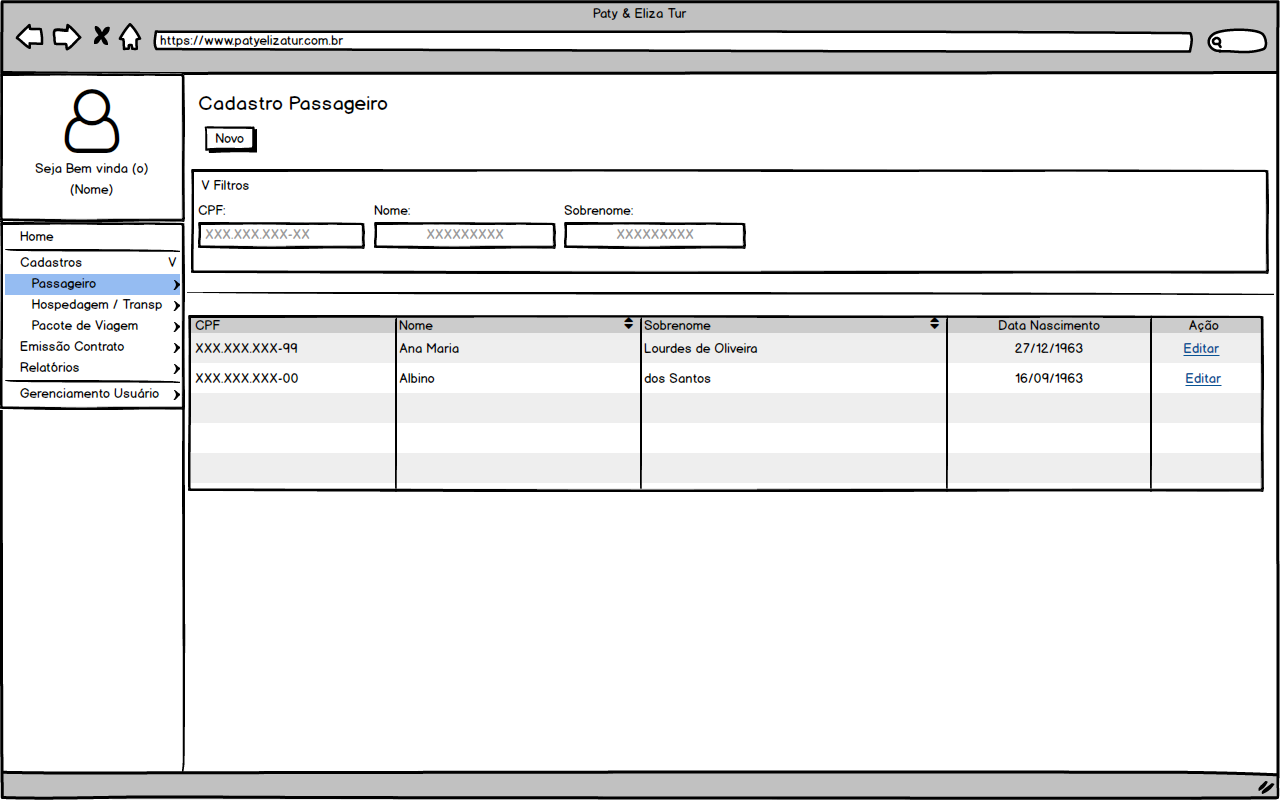 Paty & Eliza Tur
https://www.patyelizatur.com.br
Seja Bem vinda (o)
(Nome)
Home
Cadastros V
Passageiro
Hospedagem / Transp
Pacote de Viagem
Emissão Contrato
Relatórios
Gerenciamento Usuário
Cadastro Passageiro
Novo
V Filtros
CPF: Nome: Sobrenome:
XXX.XXX.XXX-XX XXXXXXXXX XXXXXXXXX
CPF Nome Sobrenome Data Nascimento Ação
XXX.XXX.XXX-99 Ana Maria Lourdes de Oliveira 27/12/1963 Editar
XXX.XXX.XXX-00 Albino dos Santos 16/09/1963 Editar